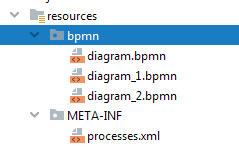 resources
bpmn
diagram.bpmn
diagram_1.bpmn
diagram_2.bpmn
META-INF
processes.xml